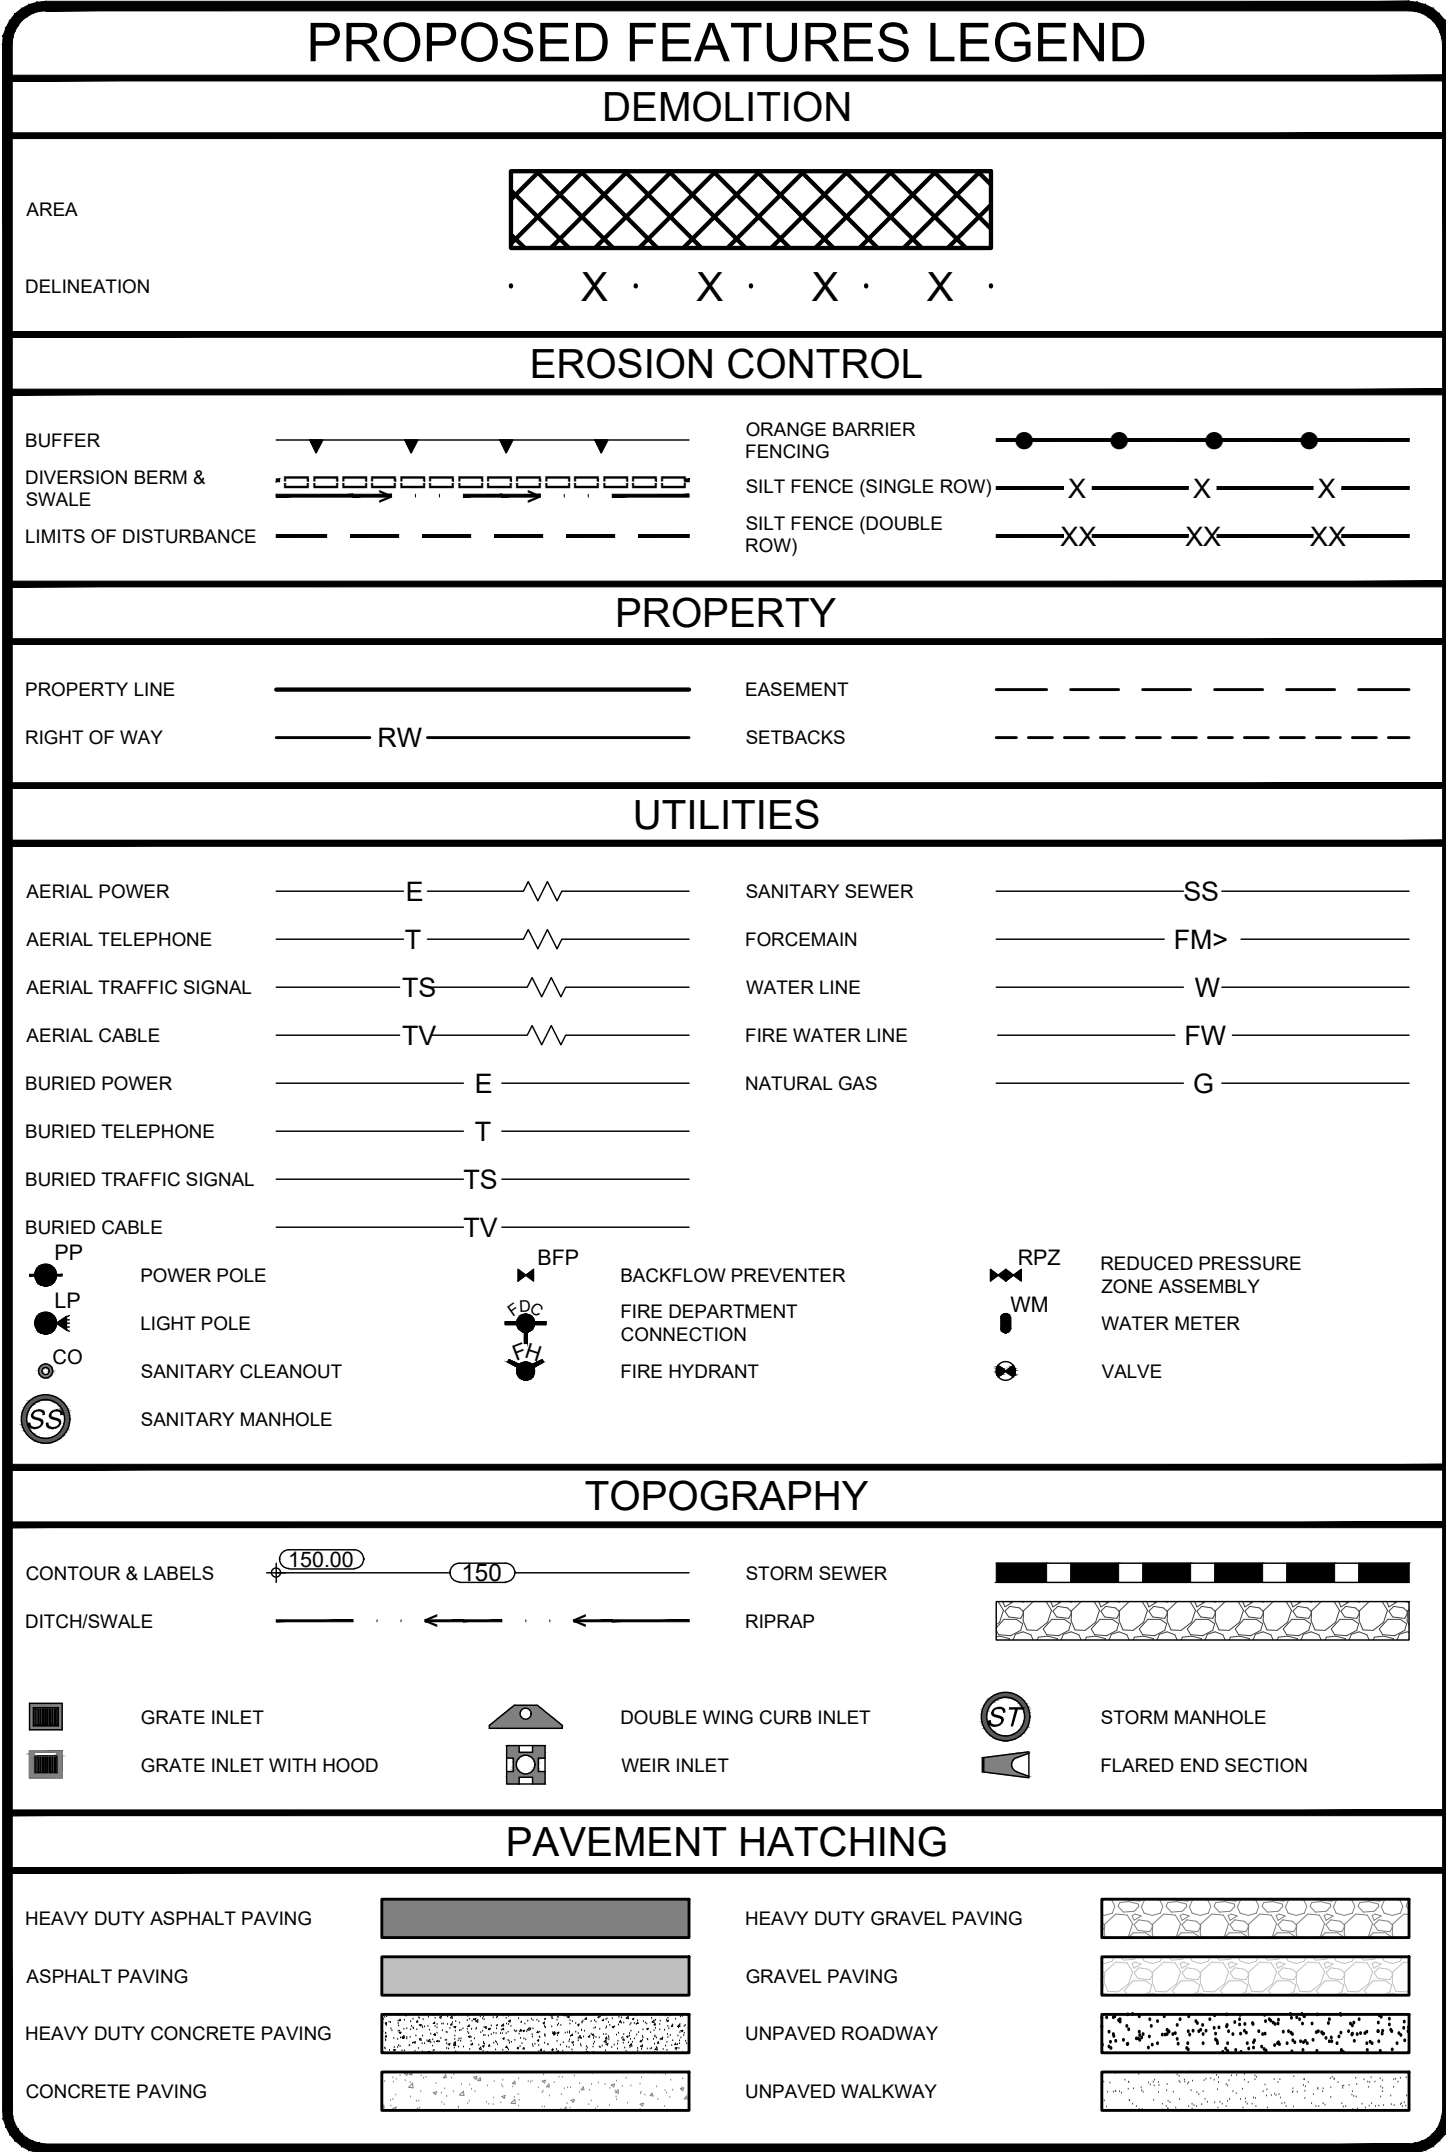 PROPOSED FEATURES LEGEND
DEMOLITION
AREA
DELINEATION
X X X X
EROSION CONTROL
BUFFER
DIVERSION BERM &
SWALE
LIMITS OF DISTURBANCE
ORANGE BARRIER
FENCING
SILT FENCE (SINGLE ROW) X X X
SILT FENCE (DOUBLE
ROW)
XX XX XX
PROPERTY
PROPERTY LINE
RIGHT OF WAY RW
EASEMENT
SETBACKS
UTILITIES
AERIAL POWER E
AERIAL TELEPHONE T
AERIAL TRAFFIC SIGNAL TS
AERIAL CABLE TV
BURIED POWER E
BURIED TELEPHONE T
BURIED TRAFFIC SIGNAL TS
BURIED CABLE TV
SANITARY SEWER SS
FORCEMAIN FM>
WATER LINE W
FIRE WATER LINE FW
NATURAL GAS G
PP
POWER POLE
LP
LIGHT POLE
CO
SANITARY CLEANOUT
SS
SANITARY MANHOLE
BFP
BACKFLOW PREVENTER
FDC
FIRE DEPARTMENT
CONNECTION
FH
FIRE HYDRANT
RPZ
REDUCED PRESSURE
ZONE ASSEMBLY
WM
WATER METER
VALVE
TOPOGRAPHY
CONTOUR & LABELS 150.00 150
DITCH/SWALE
STORM SEWER
RIPRAP
GRATE INLET
GRATE INLET WITH HOOD
DOUBLE WING CURB INLET
WEIR INLET
ST
STORM MANHOLE
FLARED END SECTION
PAVEMENT HATCHING
HEAVY DUTY ASPHALT PAVING
ASPHALT PAVING
HEAVY DUTY CONCRETE PAVING
CONCRETE PAVING
HEAVY DUTY GRAVEL PAVING
GRAVEL PAVING
UNPAVED ROADWAY
UNPAVED WALKWAY